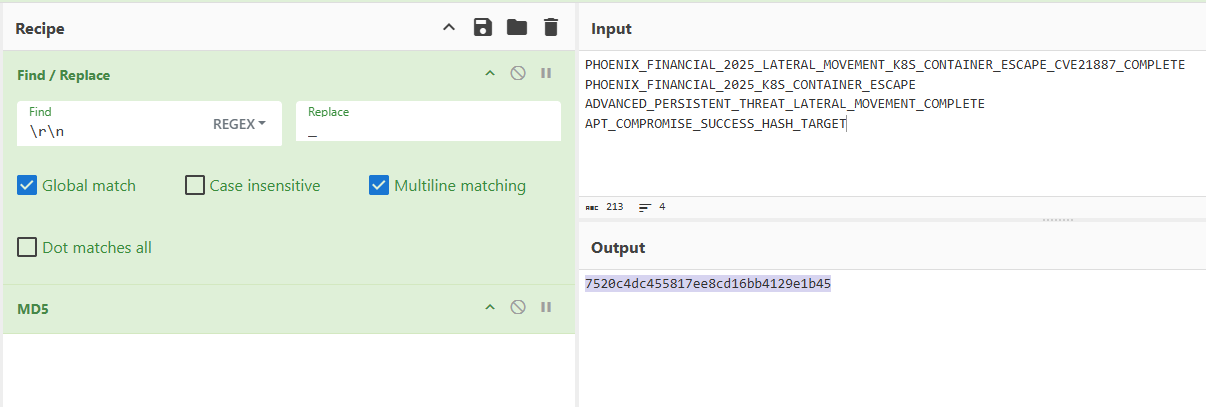 Recipe
Find / Replace
Find
\r\n
REGEX
Replace
_
Global match
Case insensitive
Multiline matching
Dot matches all
MD5
Input
PHOENIX_FINANCIAL_2025_LATERAL_MOVEMENT_K8S_CONTAINER_ESCAPE_CVE21887_COMPLETE
PHOENIX_FINANCIAL_2025_K8S_CONTAINER_ESCAPE
ADVANCED_PERSISTENT_THREAT_LATERAL_MOVEMENT_COMPLETE
APT_COMPROMISE_SUCCESS_HASH_TARGET
ABC 213 4
Output
7520c4dc455817ee8cd16bb4129e1b45